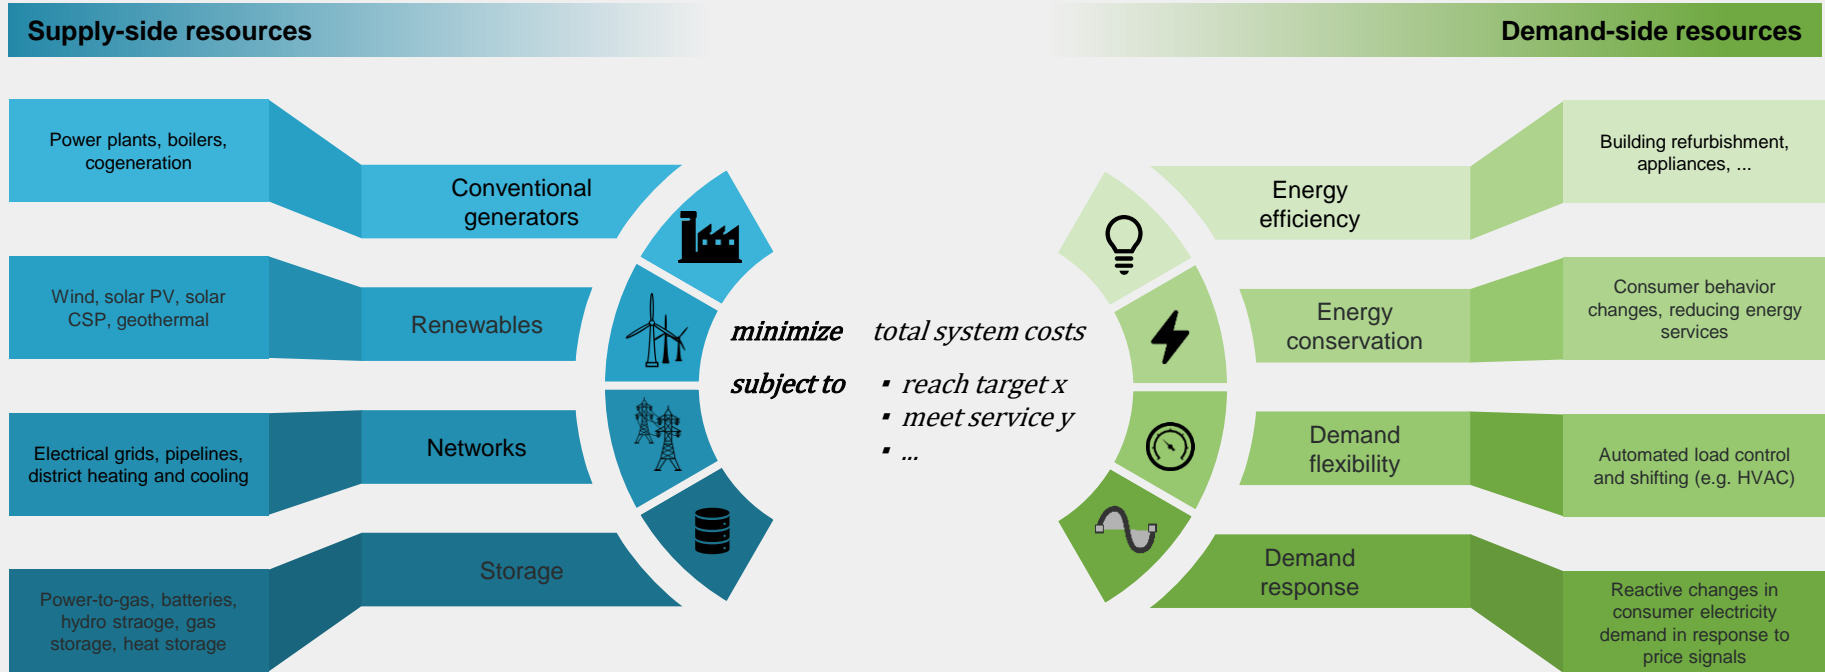 Supply-side resources
Demand-side resources
Power plants, boilers,
cogeneration
Conventional
generators
Wind, solar PV, solar
CSP, geothermal
Renewables
Electrical grids, pipelines,
district heating and cooling
Networks
Power-to-gas, batteries,
hydro straoge, gas
storage, heat storage
Storage
minimize total system costs
subject to ▪ reach target x
▪ meet service y
▪ ...
Energy
efficiency
Building refurbishment,
appliances, ...
Energy
conservation
Consumer behavior
changes, reducing energy
services
Demand
flexibility
Automated load control
and shifting (e.g. HVAC)
Demand
response
Reactive changes in
consumer electricity
demand in response to
price signals